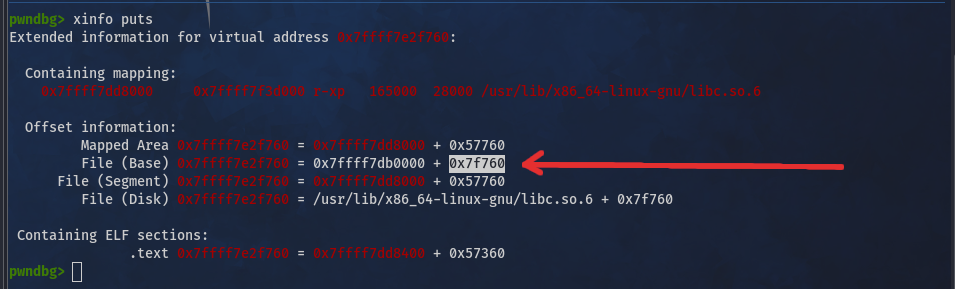 pwndbg> xinfo puts
Extended information for virtual address 0x7ffff7e2f760:
Containing mapping:
0x7ffff7dd8000 0x7ffff7f3d000 r-xp 165000 28000 /usr/lib/x86_64-linux-gnu/libc.so.6
Offset information:
Mapped Area 0x7ffff7e2f760 = 0x7ffff7dd8000 + 0x57760
File (Base) 0x7ffff7e2f760 = 0x7ffff7db0000 + 0x7f760
File (Segment) 0x7ffff7e2f760 = 0x7ffff7dd8000 + 0x57760
File (Disk) 0x7ffff7e2f760 = /usr/lib/x86_64-linux-gnu/libc.so.6 + 0x7f760
Containing ELF sections:
.text 0x7ffff7e2f760 = 0x7ffff7dd8400 + 0x57360
pwndbg>